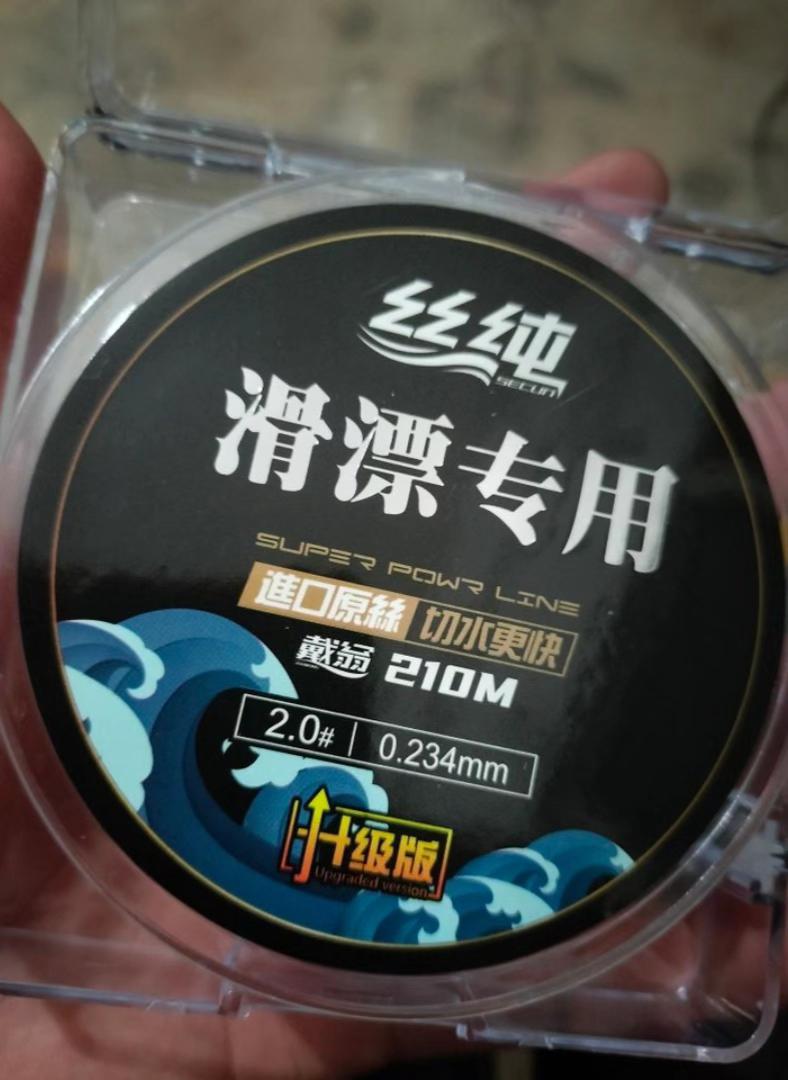 丝纯
SECUN
滑漂专用
SUPER POWR LINE
進口原絲 切水更快
戴翁 210M
2.0# 0.234mm
升级版
Upgraded version